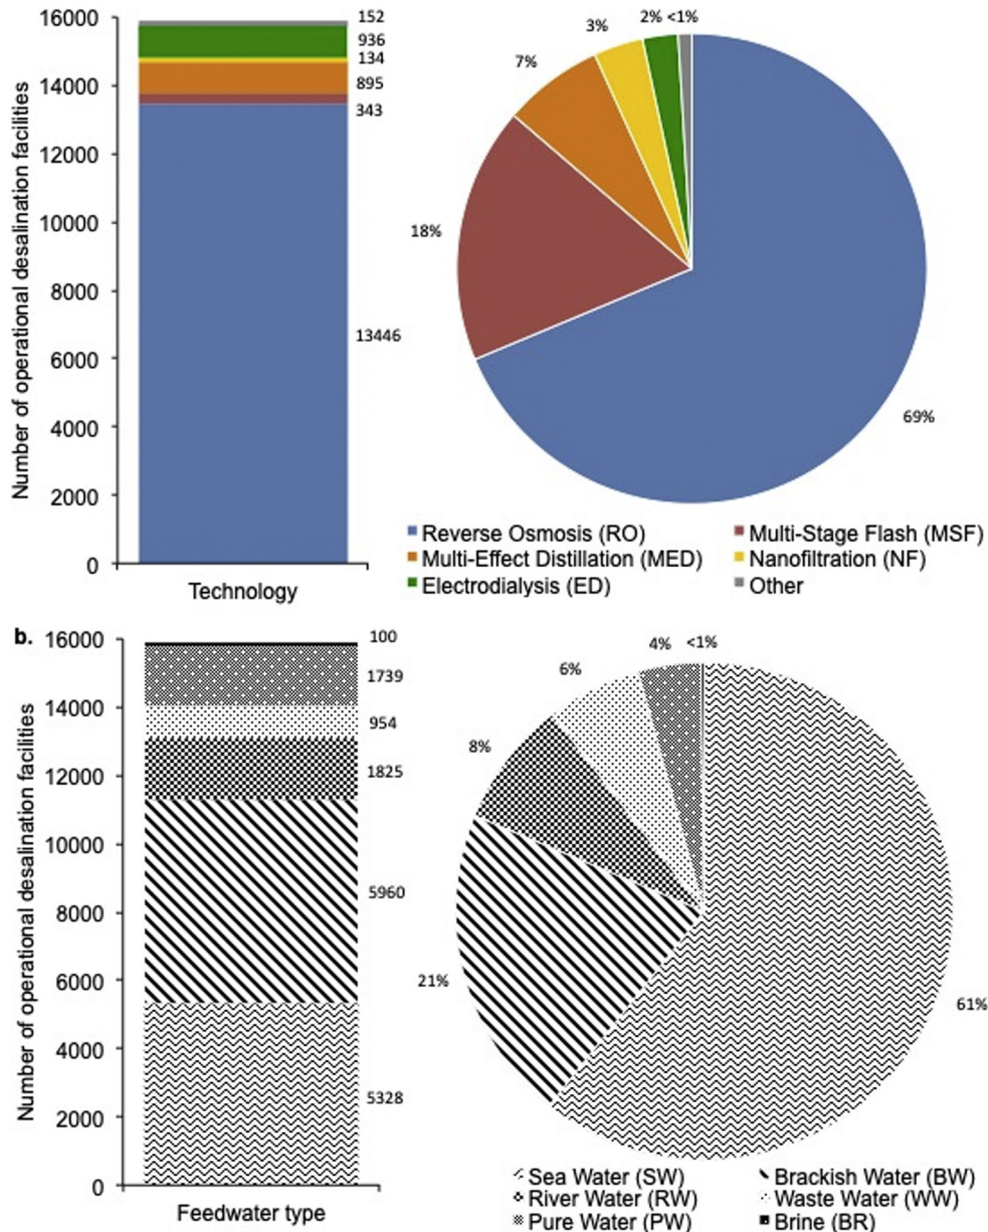 16000
14000
12000
10000
8000
6000
4000
2000
0
Number of operational desalination facilities
152
936
134
895
343
13446
Technology
<1%
2%
3%
7%
18%
69%
Reverse Osmosis (RO)
Multi-Stage Flash (MSF)
Multi-Effect Distillation (MED)
Nanofiltration (NF)
Electrodialysis (ED)
Other
b.
16000
14000
12000
10000
8000
6000
4000
2000
0
Number of operational desalination facilities
100
1739
954
1825
5960
5328
Feedwater type
<1%
4%
6%
8%
21%
61%
Sea Water (SW)
Brackish Water (BW)
River Water (RW)
Waste Water (WW)
Pure Water (PW)
Brine (BR)